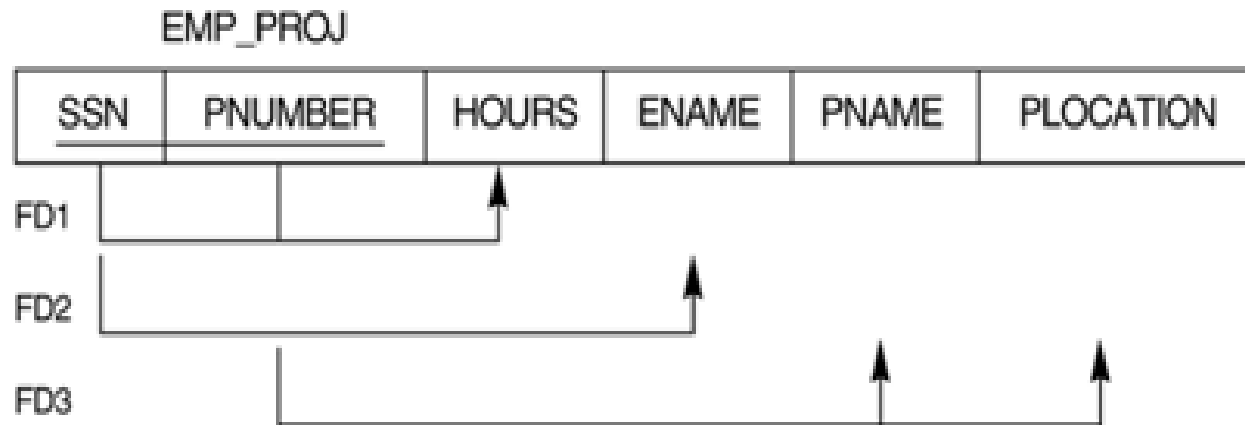 EMP_PROJ
SSN PNUMBER HOURS ENAME PNAME PLOCATION
FD1
FD2
FD3